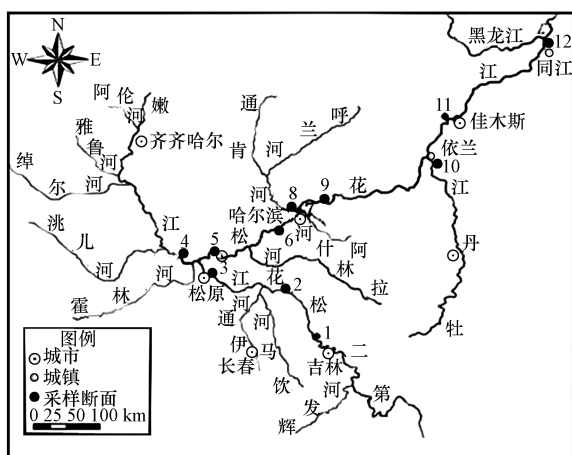 N
W E
S
黑龙江
12
同江
江
阿伦河
嫩
雅鲁河
齐齐哈尔
绰尔河
通肯河
呼兰河
11
佳木斯
依兰
10
江
洮儿河
江
8
9
花
哈尔滨
河
什
阿
4
5
松
6
河
林
拉
丹
牡
霍林河
松原
3
江
花
2
松
通
河
伊
河
马
饮
长春
1
吉林
二
第
河
发
辉
图例
城市
城镇
采样断面
0 25 50 100 km